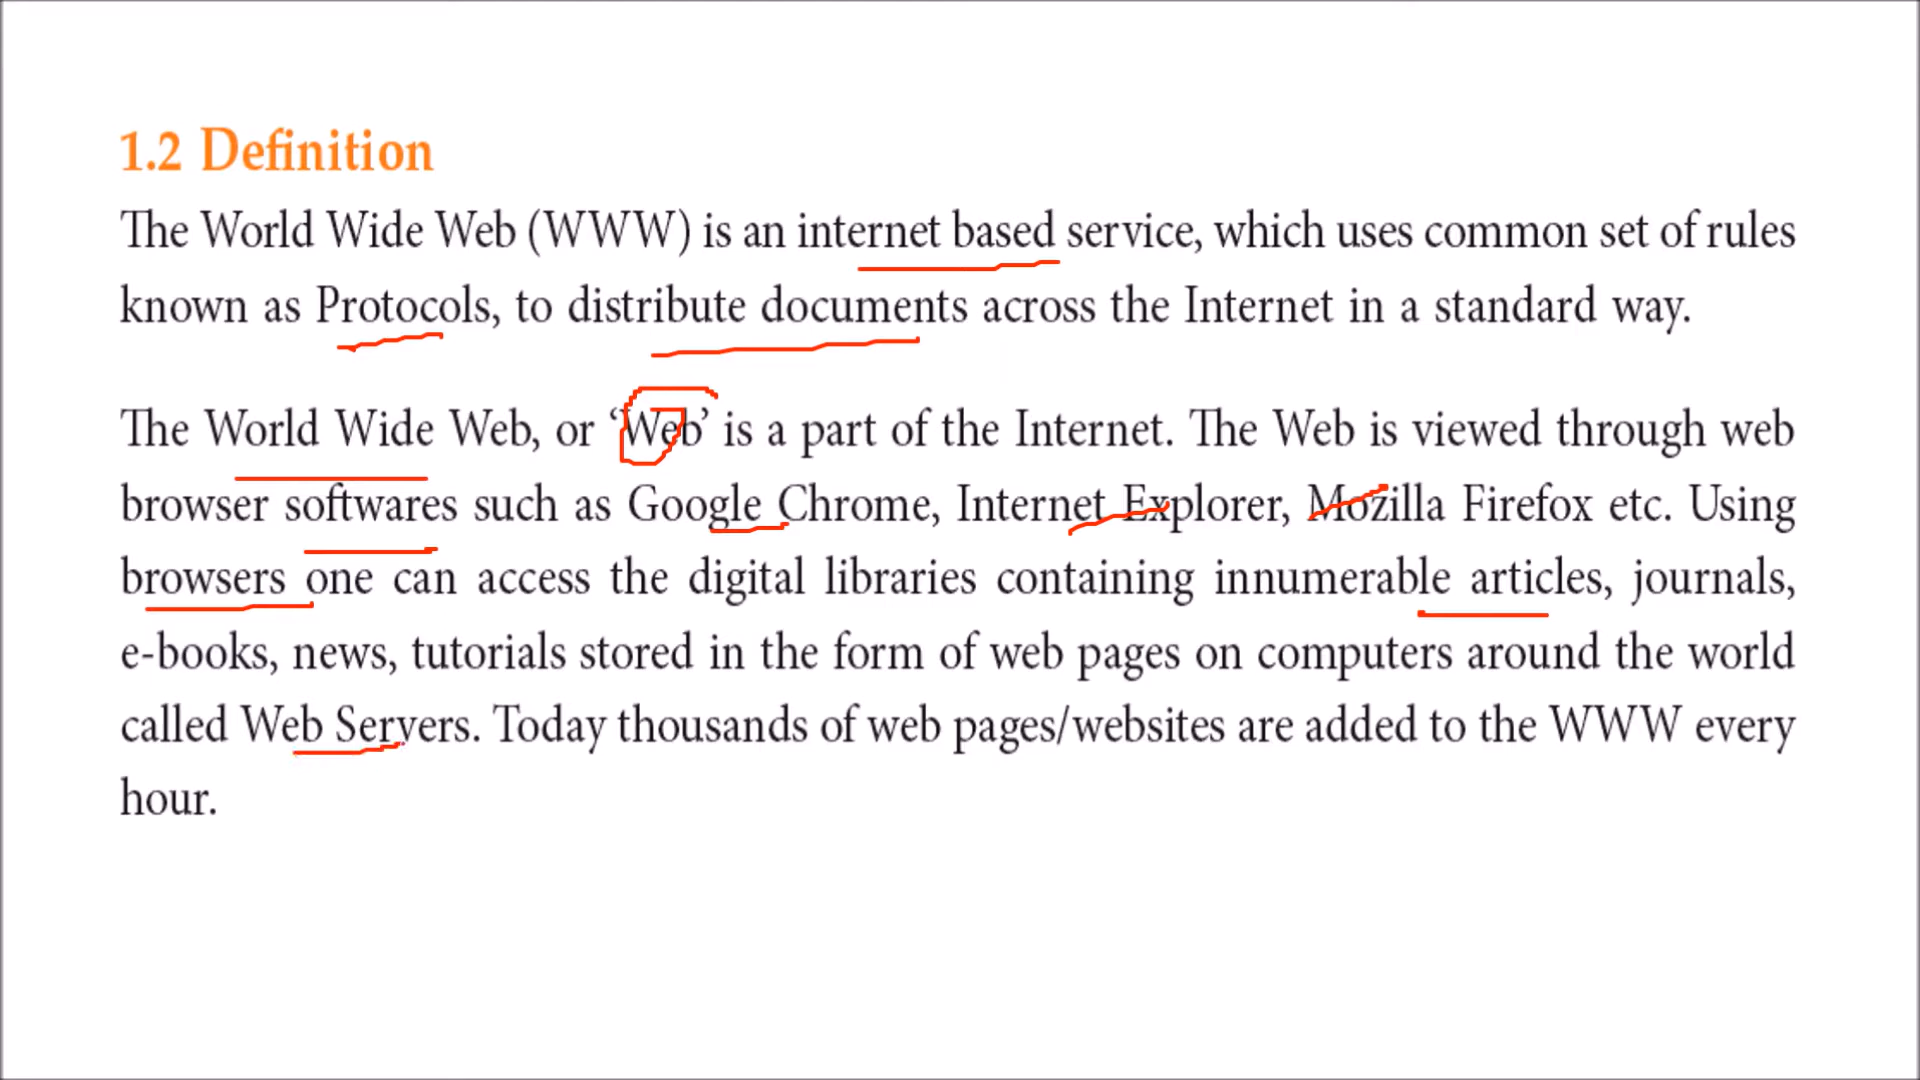 1.2 Definition
The World Wide Web (WWW) is an internet based service, which uses common set of rules
known as Protocols, to distribute documents across the Internet in a standard way.
The World Wide Web, or ‘Web’ is a part of the Internet. The Web is viewed through web
browser softwares such as Google Chrome, Internet Explorer, Mozilla Firefox etc. Using
browsers one can access the digital libraries containing innumerable articles, journals,
e-books, news, tutorials stored in the form of web pages on computers around the world
called Web Servers. Today thousands of web pages/websites are added to the WWW every
hour.